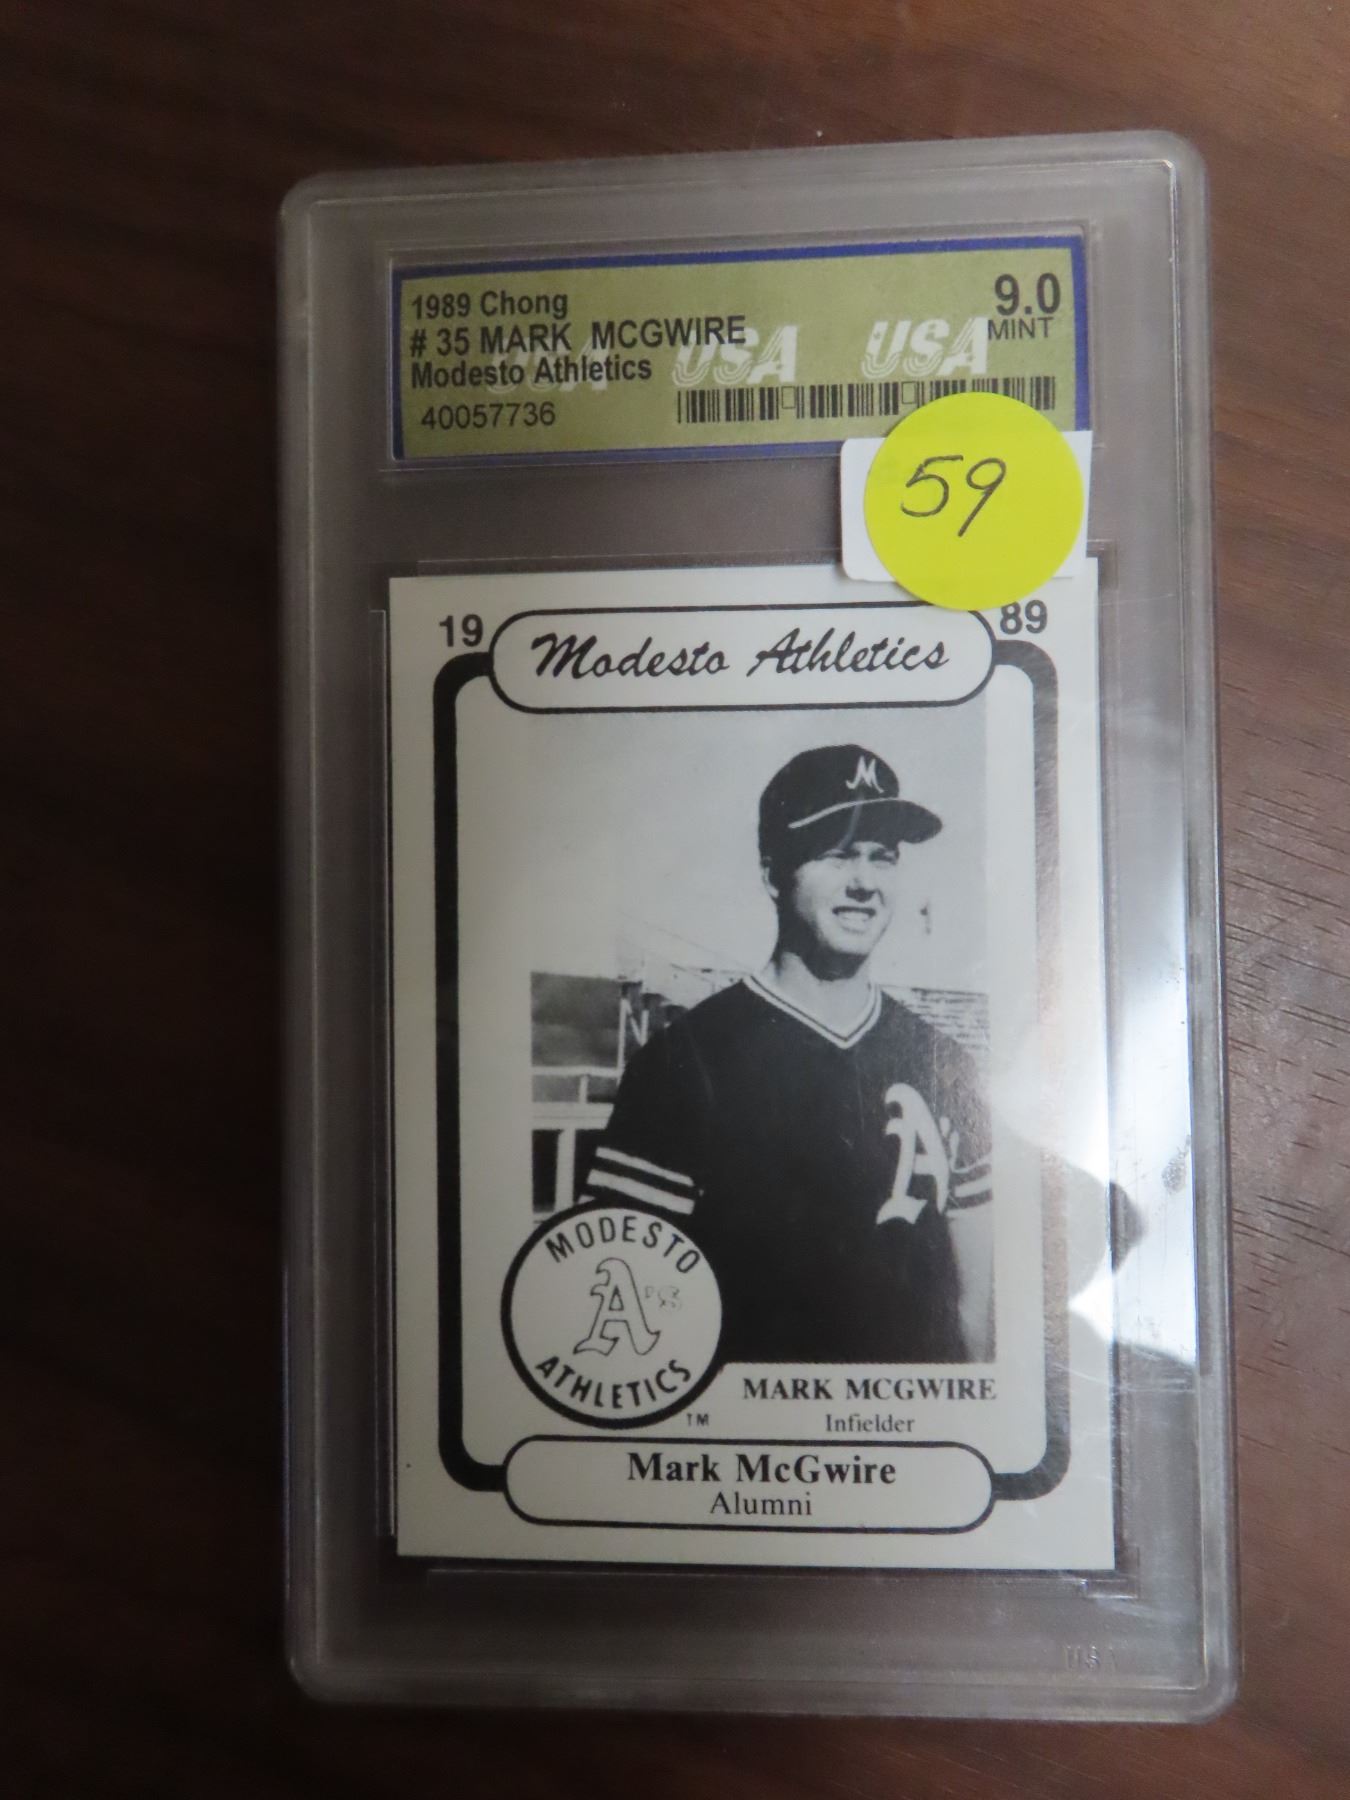 1989 Chong
# 35 MARK MCGWIRE
Modesto Athletics
40057736
9.0
MINT
USA USA USA
59
19 Modesto Athletics 89
M
A's
MODESTO
A's
ATHLETICS
TM
MARK MCGWIRE
Infielder
Mark McGwire
Alumni
USA